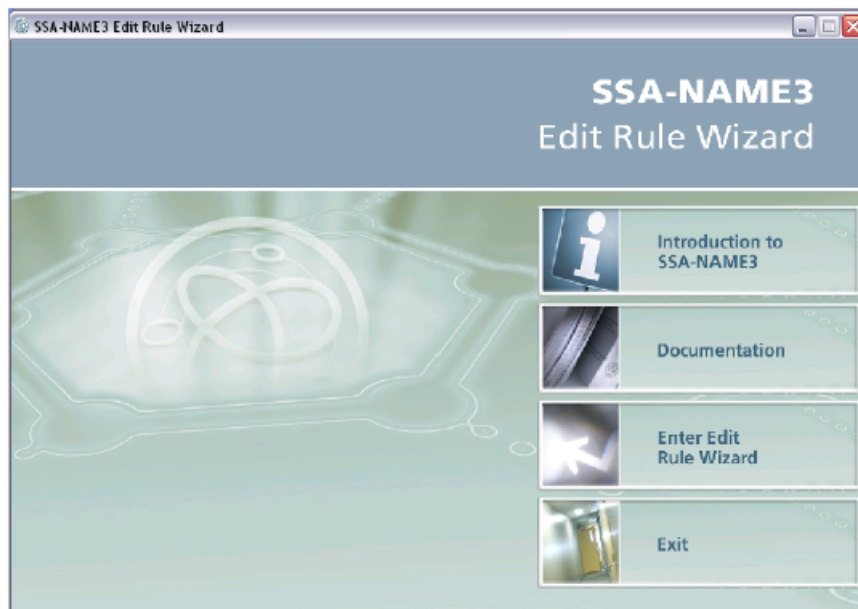 SSA-NAME3 Edit Rule Wizard
SSA-NAME3
Edit Rule Wizard
Introduction to
SSA-NAME3
Documentation
Enter Edit
Rule Wizard
Exit